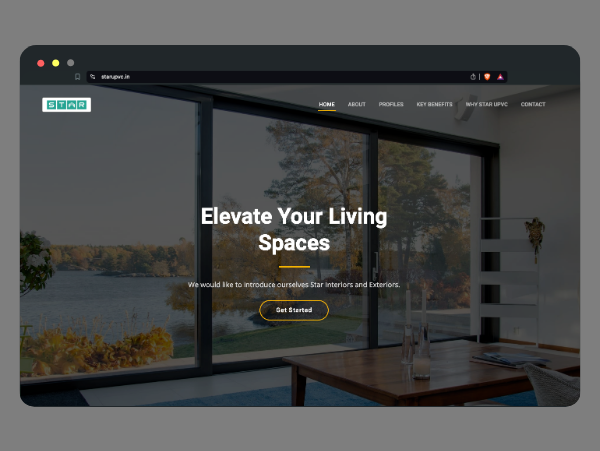 starupvc.in
STAR
HOME ABOUT PROFILES KEY BENEFITS WHY STAR UPVC CONTACT
Elevate Your Living
Spaces
We would like to introduce ourselves Star Interiors and Exteriors.
Get Started